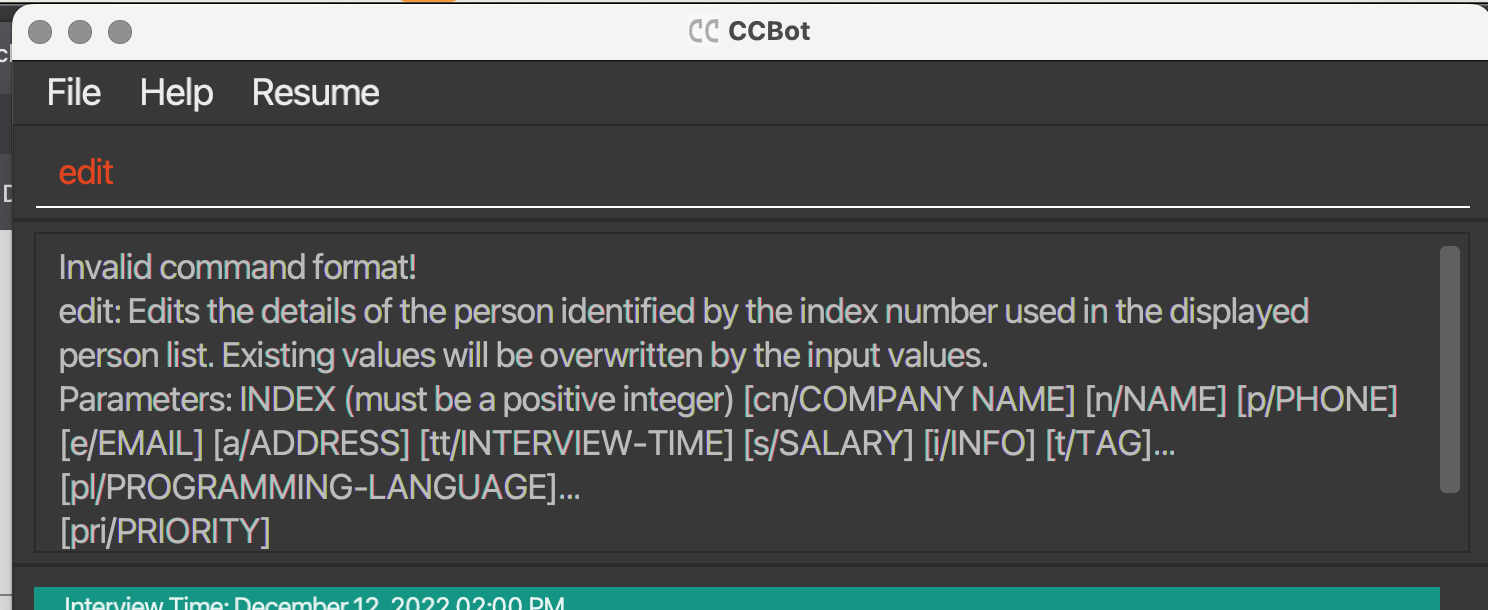 CCBot
File Help Resume
edit
Invalid command format!
edit: Edits the details of the person identified by the index number used in the displayed
person list. Existing values will be overwritten by the input values.
Parameters: INDEX (must be a positive integer) [cn/COMPANY NAME] [n/NAME] [p/PHONE]
[e/EMAIL] [a/ADDRESS] [tt/INTERVIEW-TIME] [s/SALARY] [i/INFO] [t/TAG]...
[pl/PROGRAMMING-LANGUAGE]...
[pri/PRIORITY]
Interview Time: December 12, 2022 02:00 PM